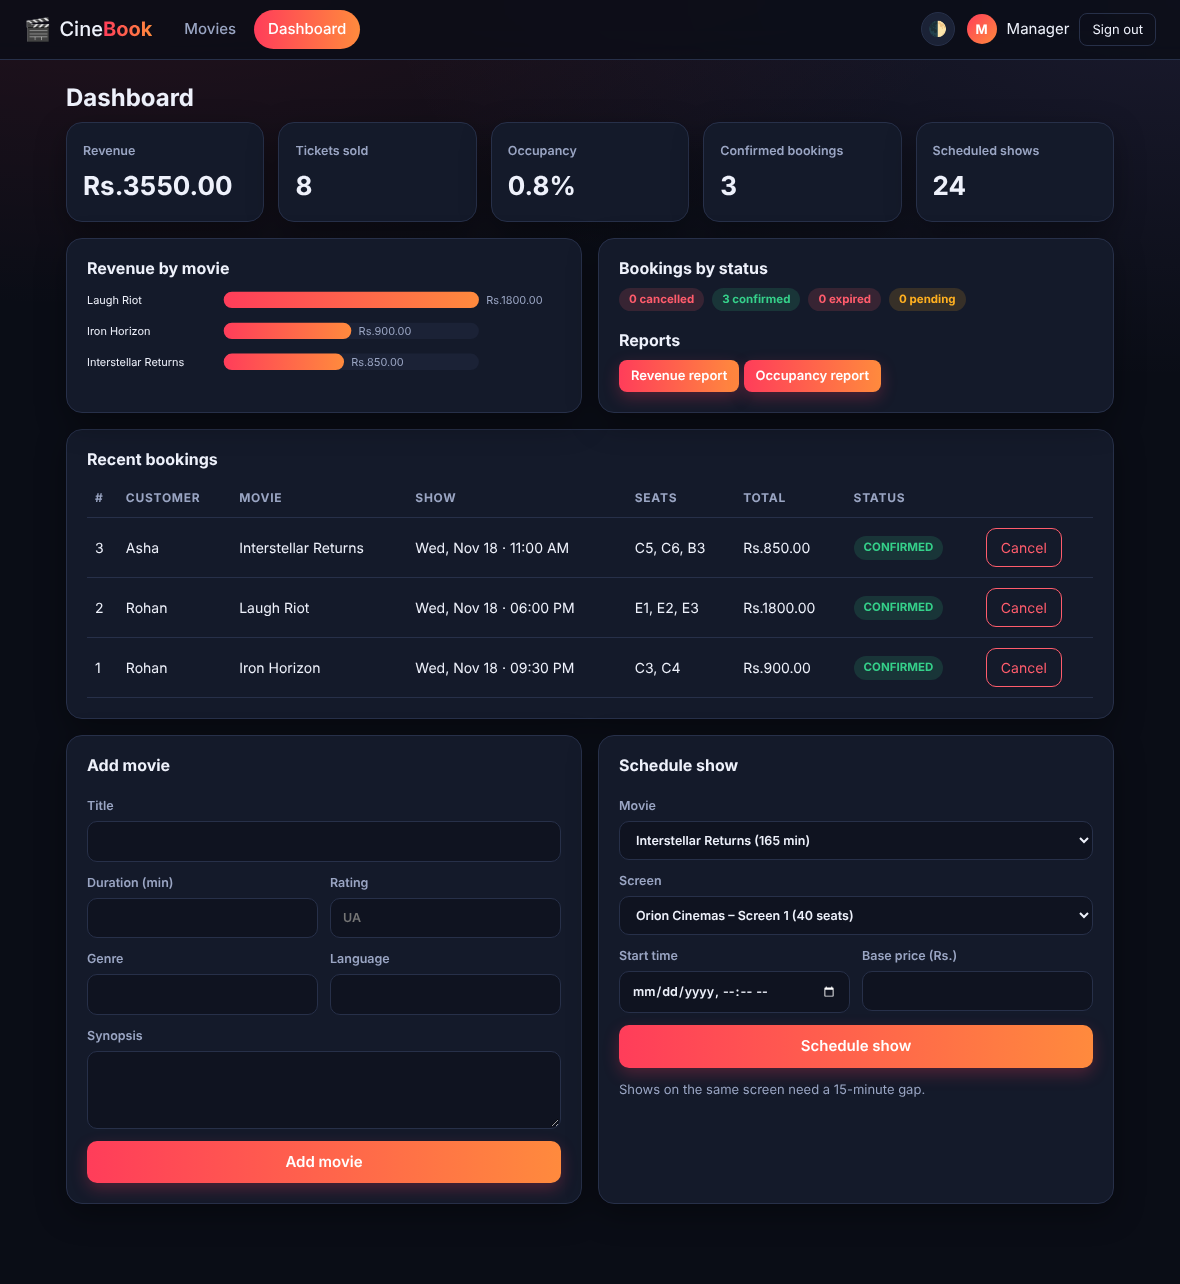 CineBook
Movies
Dashboard
M
Manager
Sign out
Dashboard
Revenue
Rs.3550.00
Tickets sold
8
Occupancy
0.8%
Confirmed bookings
3
Scheduled shows
24
Revenue by movie
Laugh Riot Rs.1800.00
Iron Horizon Rs.900.00
Interstellar Returns Rs.850.00
Bookings by status
0 cancelled 3 confirmed 0 expired 0 pending
Reports
Revenue report Occupancy report
Recent bookings
# CUSTOMER MOVIE SHOW SEATS TOTAL STATUS
3 Asha Interstellar Returns Wed, Nov 18 · 11:00 AM C5, C6, B3 Rs.850.00 CONFIRMED Cancel
2 Rohan Laugh Riot Wed, Nov 18 · 06:00 PM E1, E2, E3 Rs.1800.00 CONFIRMED Cancel
1 Rohan Iron Horizon Wed, Nov 18 · 09:30 PM C3, C4 Rs.900.00 CONFIRMED Cancel
Add movie
Title
Duration (min) Rating
UA
Genre Language
Synopsis
Add movie
Schedule show
Movie
Interstellar Returns (165 min)
Screen
Orion Cinemas – Screen 1 (40 seats)
Start time Base price (Rs.)
mm/dd/yyyy, --:-- --
Schedule show
Shows on the same screen need a 15-minute gap.